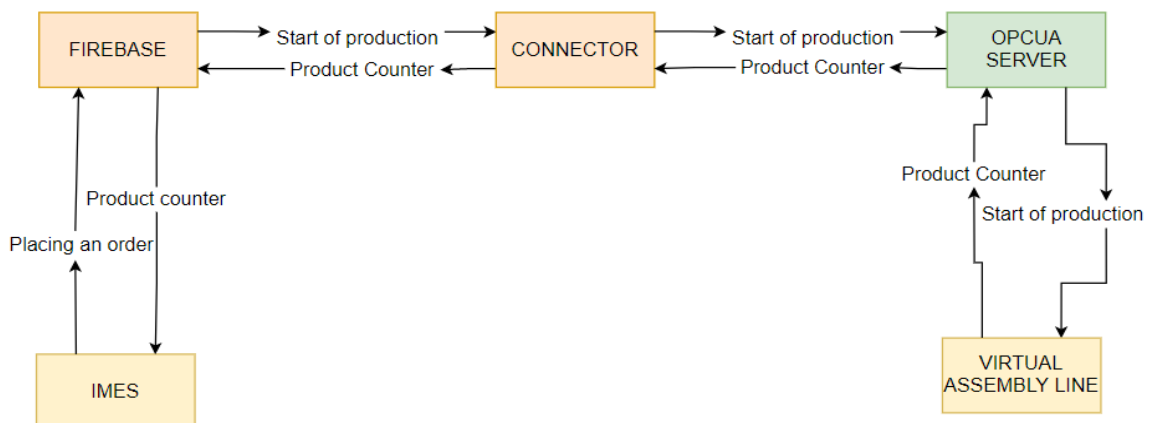 FIREBASE
Start of production
Product Counter
CONNECTOR
Start of production
Product Counter
OPCUA
SERVER
Product counter
Placing an order
Product Counter
Start of production
IMES
VIRTUAL
ASSEMBLY LINE